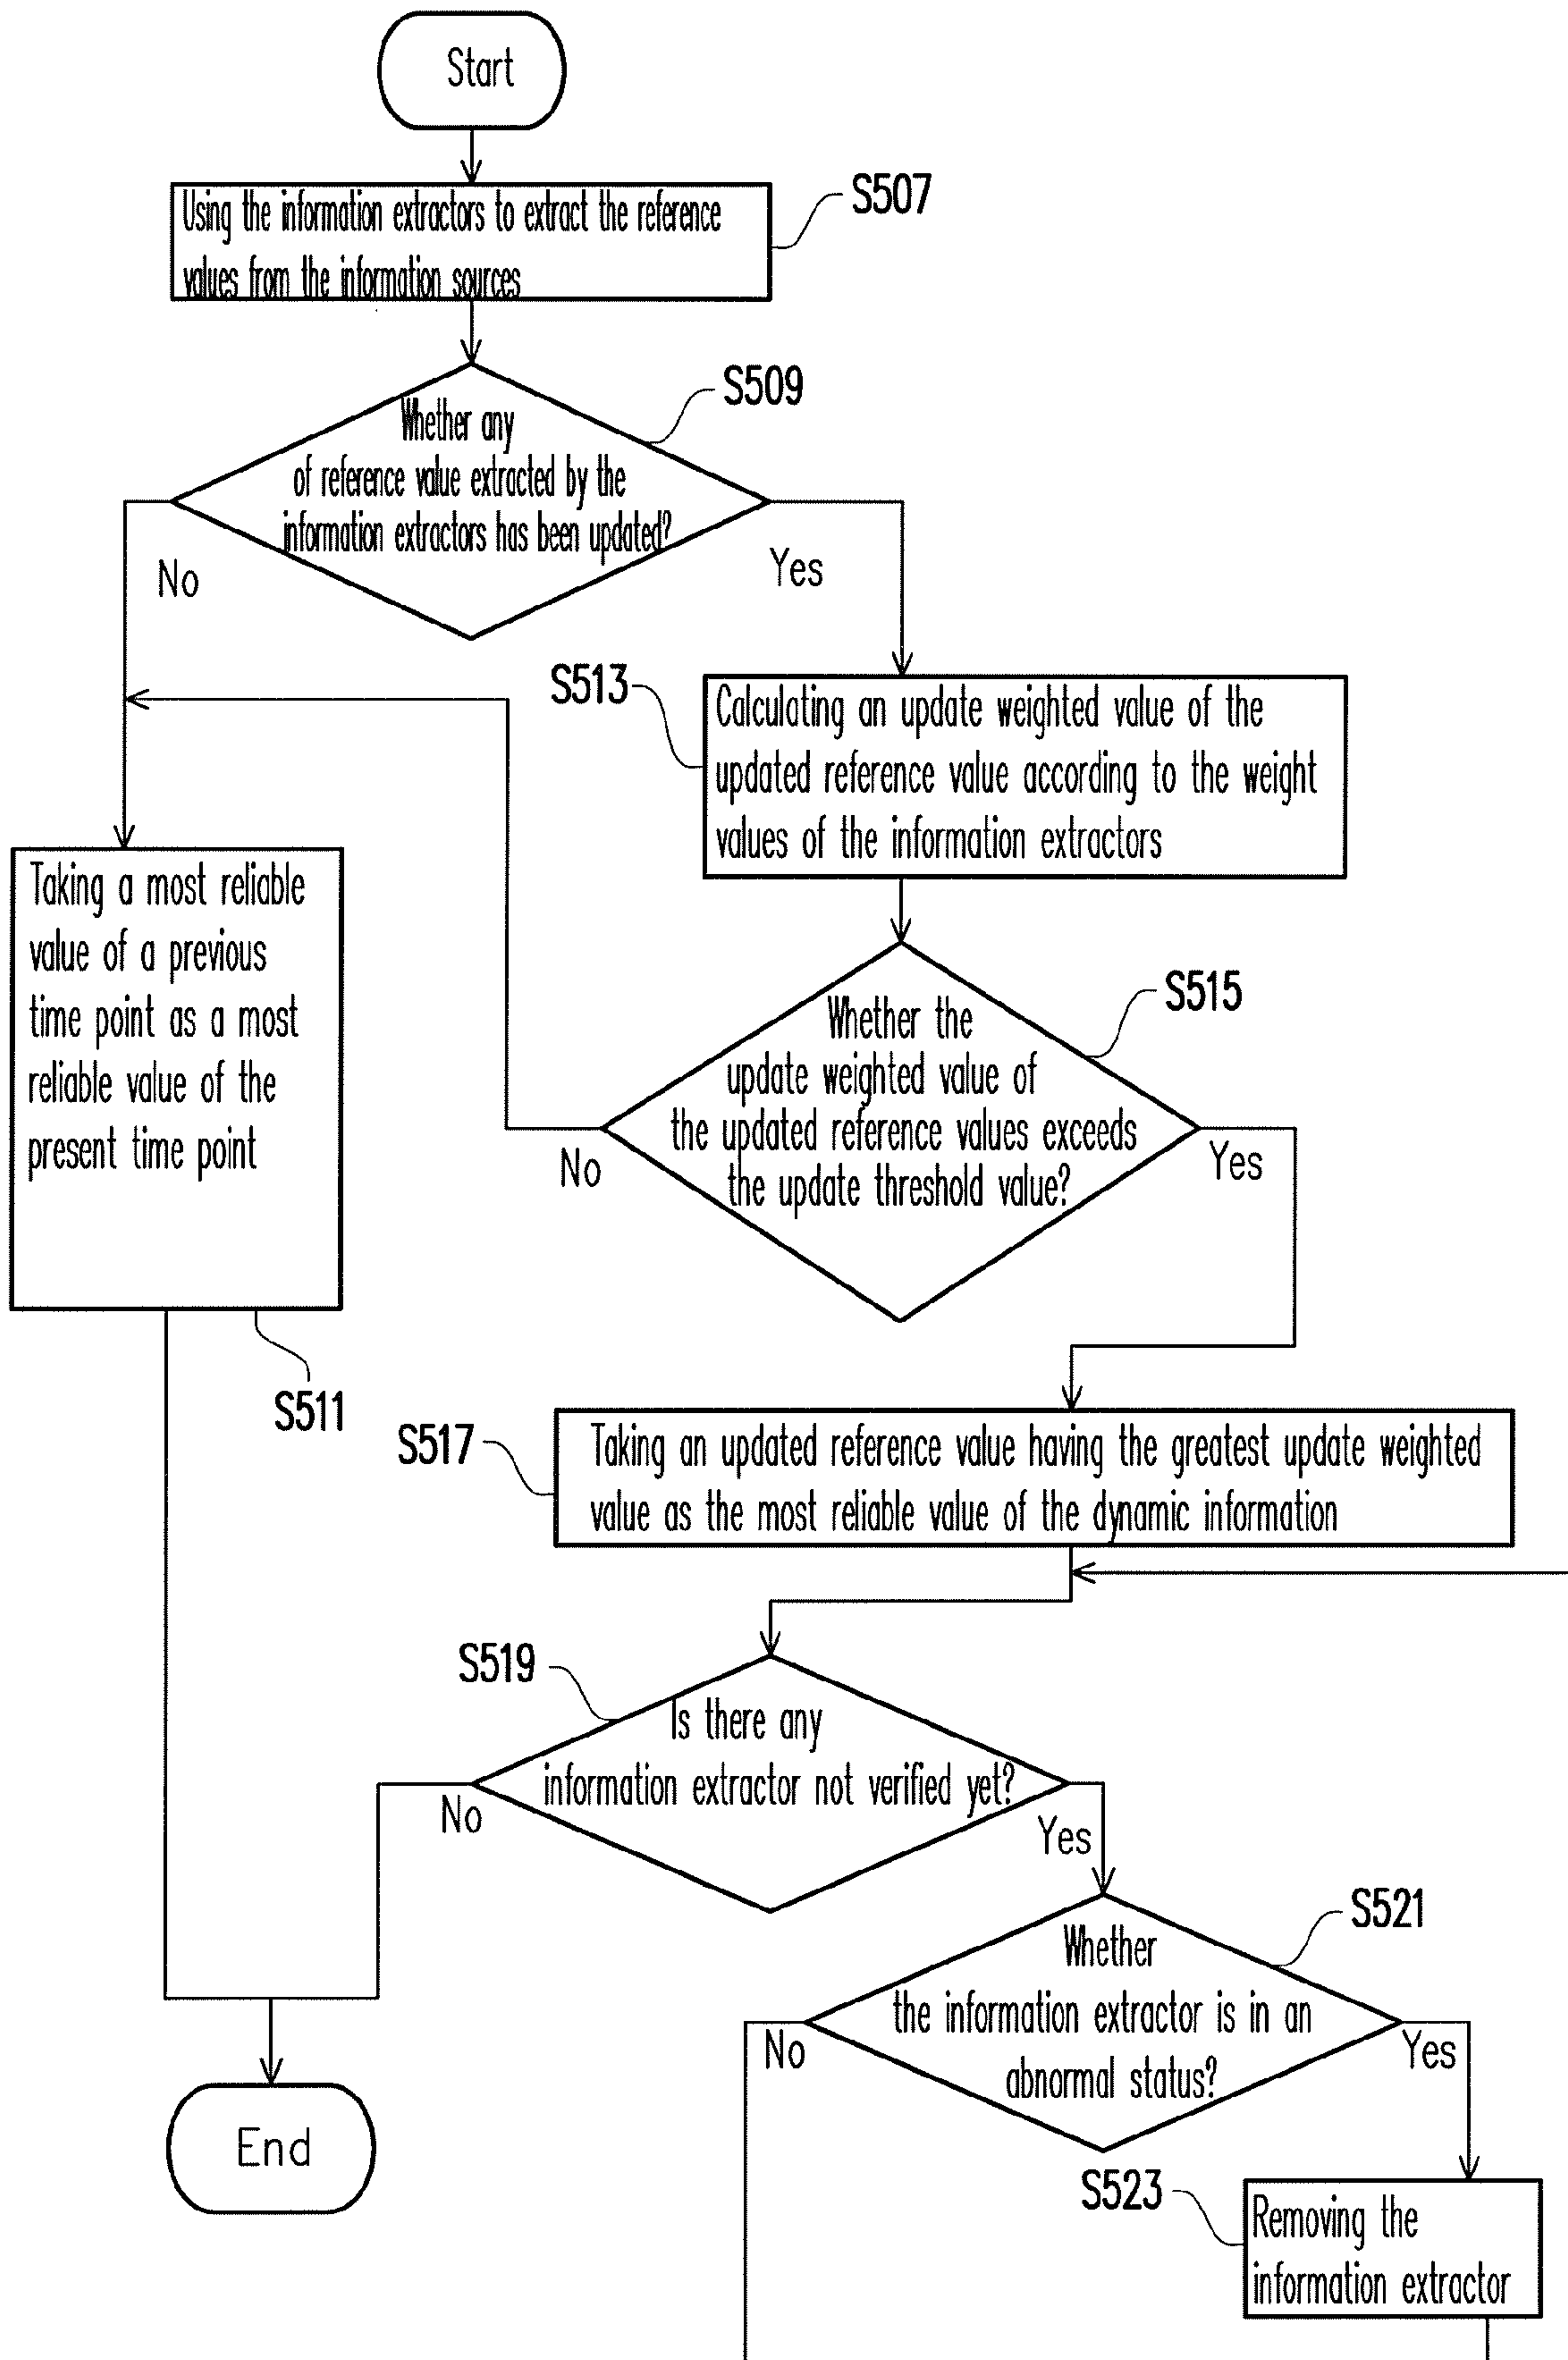 Start
Using the information extractors to extract the reference
values from the information sources
S507
Whether any
of reference value extracted by the
information extractors has been updated?
S509
No
Yes
S513
Calculating an update weighted value of the
updated reference value according to the weight
values of the information extractors
Taking a most reliable
value of a previous
time point as a most
reliable value of the
present time point
S511
Whether the
update weighted value of
the updated reference values exceeds
the update threshold value?
S515
No
Yes
S517
Taking an updated reference value having the greatest update weighted
value as the most reliable value of the dynamic information
S519
Is there any
information extractor not verified yet?
No
Yes
S521
Whether
the information extractor is in an
abnormal status?
No
Yes
End
S523
Removing the
information extractor